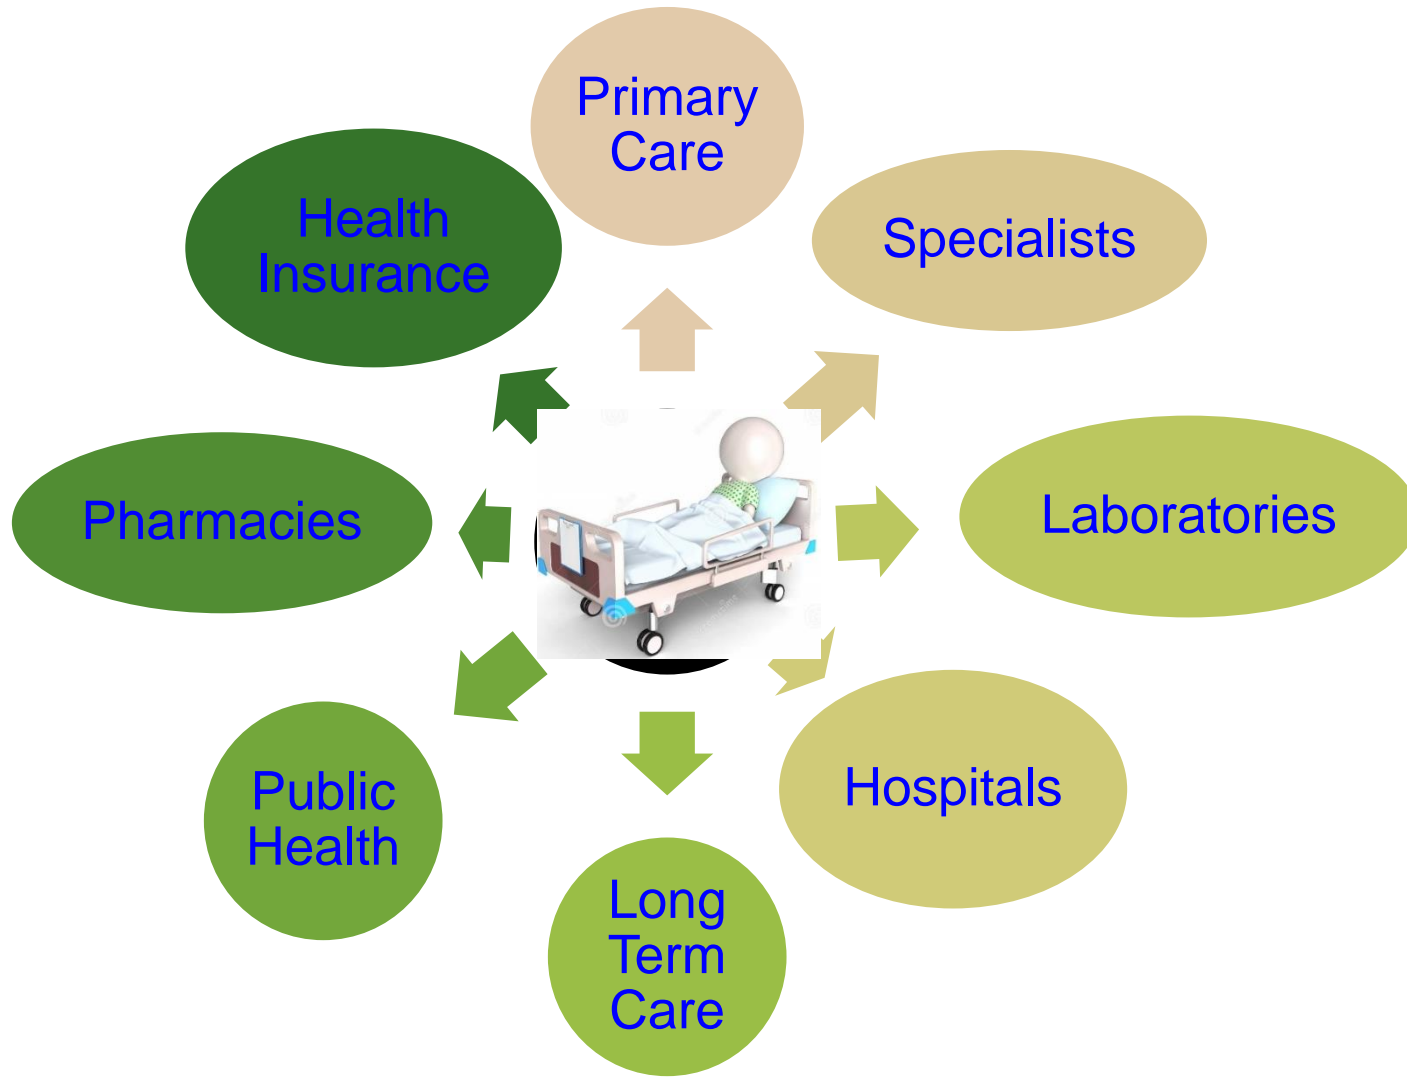 Primary
Care
Specialists
Laboratories
Hospitals
Long
Term
Care
Public
Health
Pharmacies
Health
Insurance